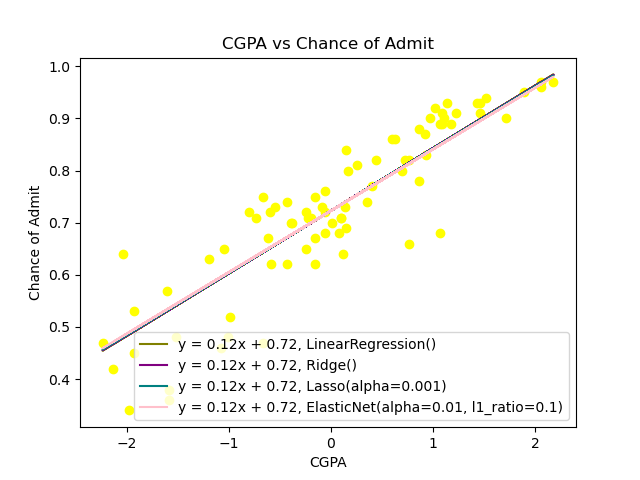 CGPA vs Chance of Admit
1.0
0.9
0.8
0.7
0.6
0.5
0.4
Chance of Admit
y = 0.12x + 0.72, LinearRegression()
y = 0.12x + 0.72, Ridge()
y = 0.12x + 0.72, Lasso(alpha=0.001)
y = 0.12x + 0.72, ElasticNet(alpha=0.01, l1_ratio=0.1)
−2 −1 0 1 2
CGPA